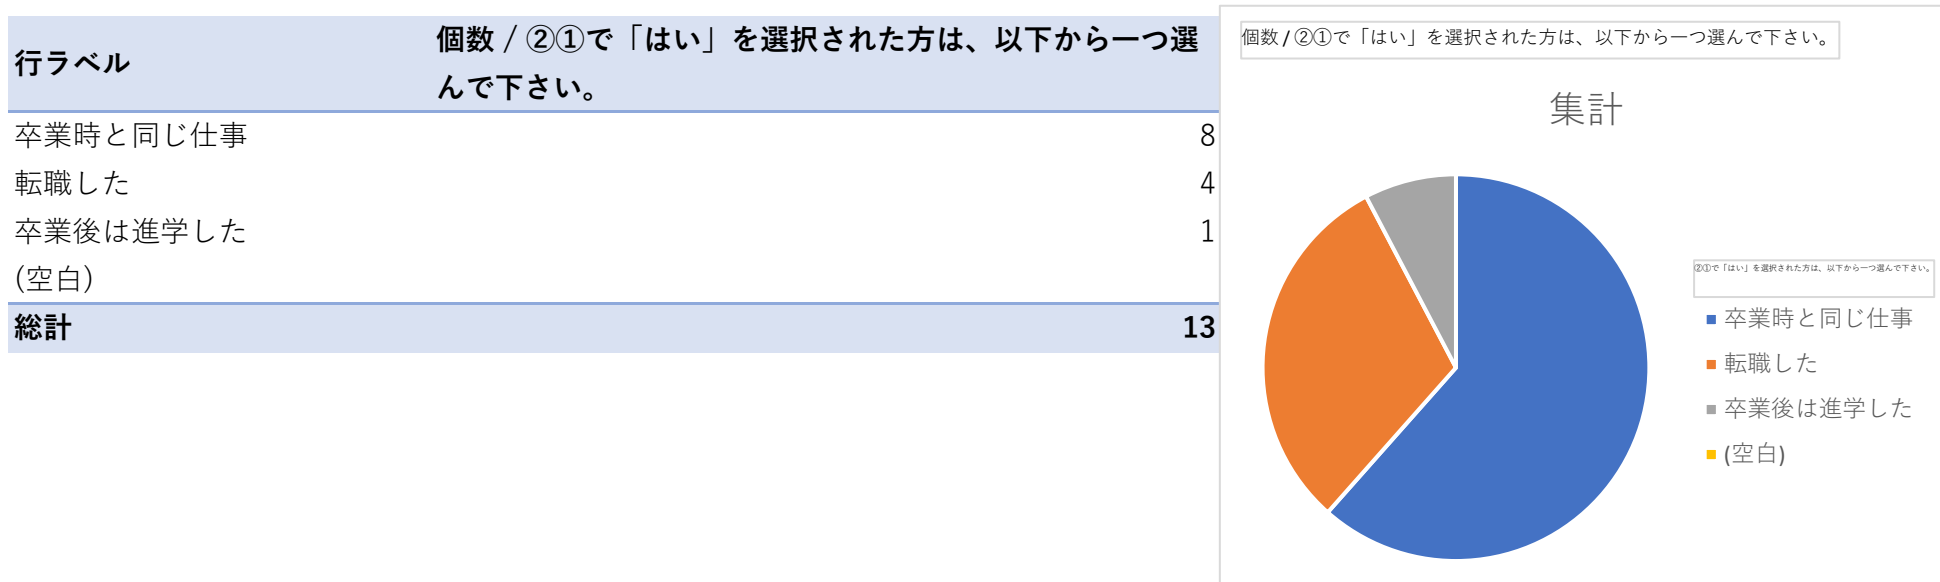 行ラベル
個数 / ②①で「はい」を選択された方は、以下から一つ選
んで下さい。
卒業時と同じ仕事 8
転職した 4
卒業後は進学した 1
(空白)
総計 13
個数 / ②①で「はい」を選択された方は、以下から一つ選んで下さい。
集計
②①で「はい」を選択された方は、以下から一つ選んで下さい。
卒業時と同じ仕事
転職した
卒業後は進学した
(空白)